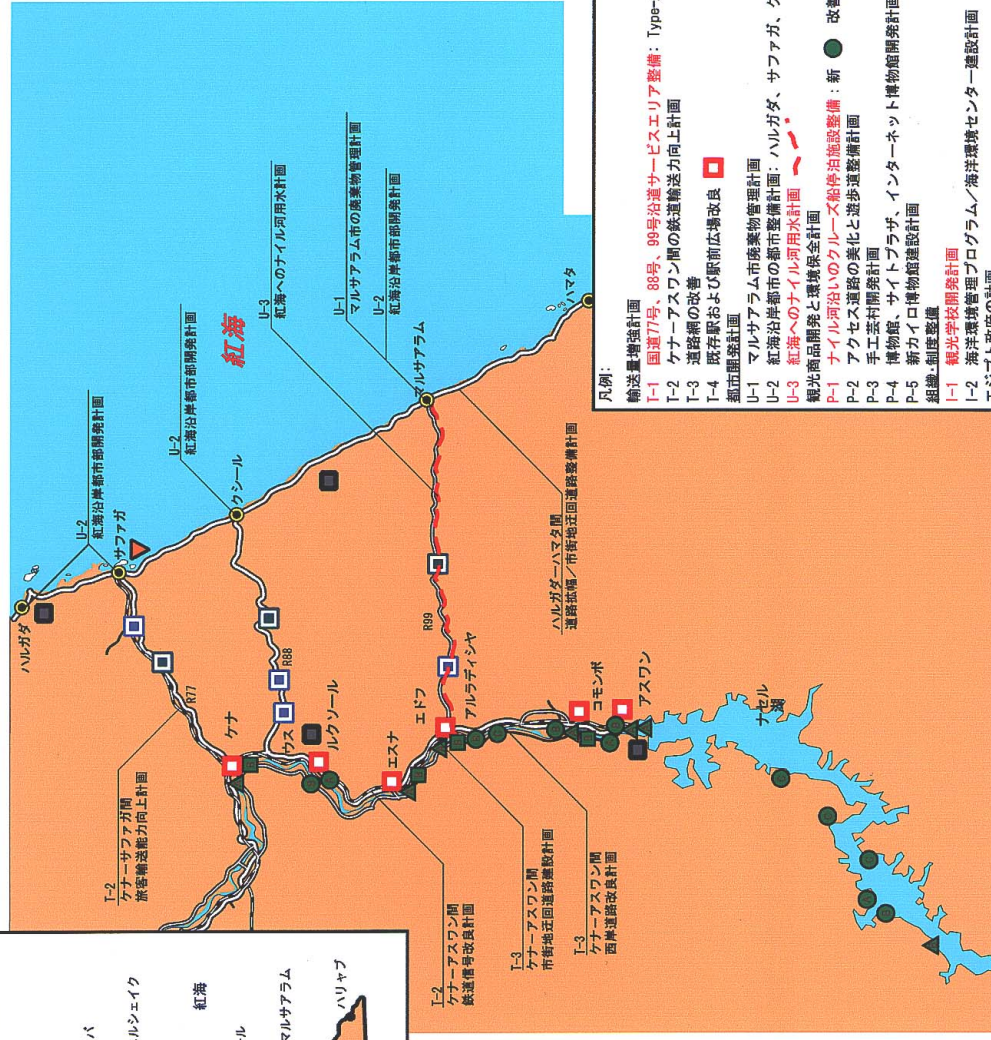 ハルガダ
U-2
紅海沿岸都市部開発計画
サファガ
U-2
紅海沿岸都市部開発計画
紅海
クシール
U-3
紅海へのナイル河用水計画
U-1
マルサアラム市の廃棄物管理計画
U-2
紅海沿岸都市部開発計画
マルサアラム
ハマタ
ハルガダーハマタ間
道路拡幅／市街地迂回道路整備計画
R77
R88
R99
T-2
ケナーサファガ間
旅客輸送能力向上計画
ケナ
ウス
ルクソール
エスナ
エドフ
アルラディシヤ
コモンボ
アスワン
ナセル
湖
T-2
ケナーアスワン間
鉄道信号改良計画
T-3
ケナーアスワン間
市街地迂回道路建設計画
T-3
ケナーアスワン間
西岸道路改良計画
バ
ルシェイク
紅海
ール
マルサアラム
ハリャブ
凡例:
輸送量増強計画
T-1 国道77号、88号、99号沿道サービスエリア整備: Type-
T-2 ケナーアスワン間の鉄道輸送力向上計画
T-3 道路網の改善
T-4 既存駅および駅前広場改良
都市開発計画
U-1 マルサアラム市廃棄物管理計画
U-2 紅海沿岸都市の都市整備計画: ハルガダ、サファガ、ク
U-3 紅海へのナイル河用水計画
観光商品開発と環境保全計画
P-1 ナイル河沿いのクルーズ船停泊施設整備: 新 改善
P-2 アクセス道路の美化と遊歩道整備計画
P-3 手工芸村開発計画
P-4 博物館、サイトプラザ、インターネット博物館開発計画
P-5 新カイロ博物館建設計画
組織・制度整備
I-1 観光学校開発計画
I-2 海洋環境管理プログラム／海洋環境センター建設計画